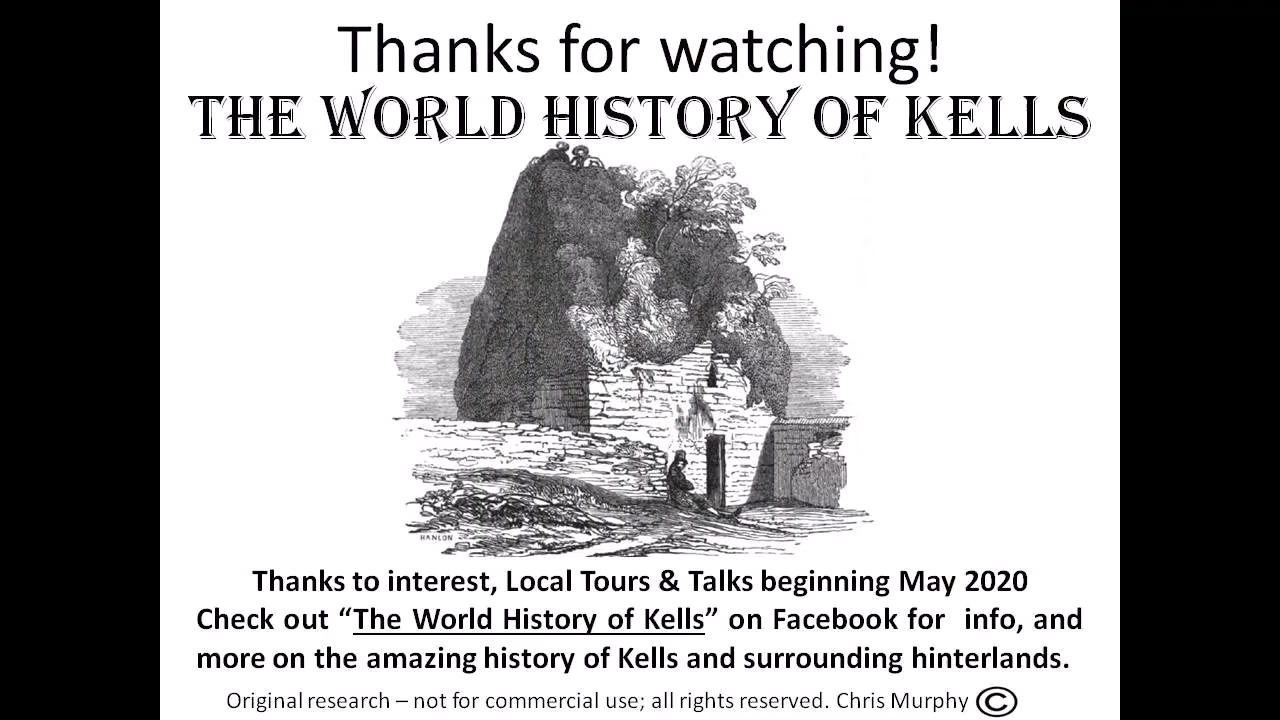 Thanks for watching!
THE WORLD HISTORY OF KELLS
HANLON
Thanks to interest, Local Tours & Talks beginning May 2020
Check out “The World History of Kells” on Facebook for info, and
more on the amazing history of Kells and surrounding hinterlands.
Original research – not for commercial use; all rights reserved. Chris Murphy ©